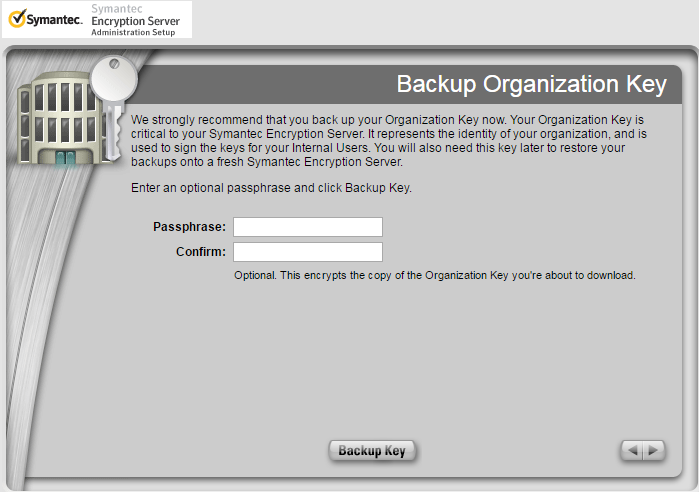 Symantec.
Symantec
Encryption Server
Administration Setup
Backup Organization Key
We strongly recommend that you back up your Organization Key now. Your Organization Key is
critical to your Symantec Encryption Server. It represents the identity of your organization, and is
used to sign the keys for your Internal Users. You will also need this key later to restore your
backups onto a fresh Symantec Encryption Server.
Enter an optional passphrase and click Backup Key.
Passphrase:
Confirm:
Optional. This encrypts the copy of the Organization Key you're about to download.
Backup Key